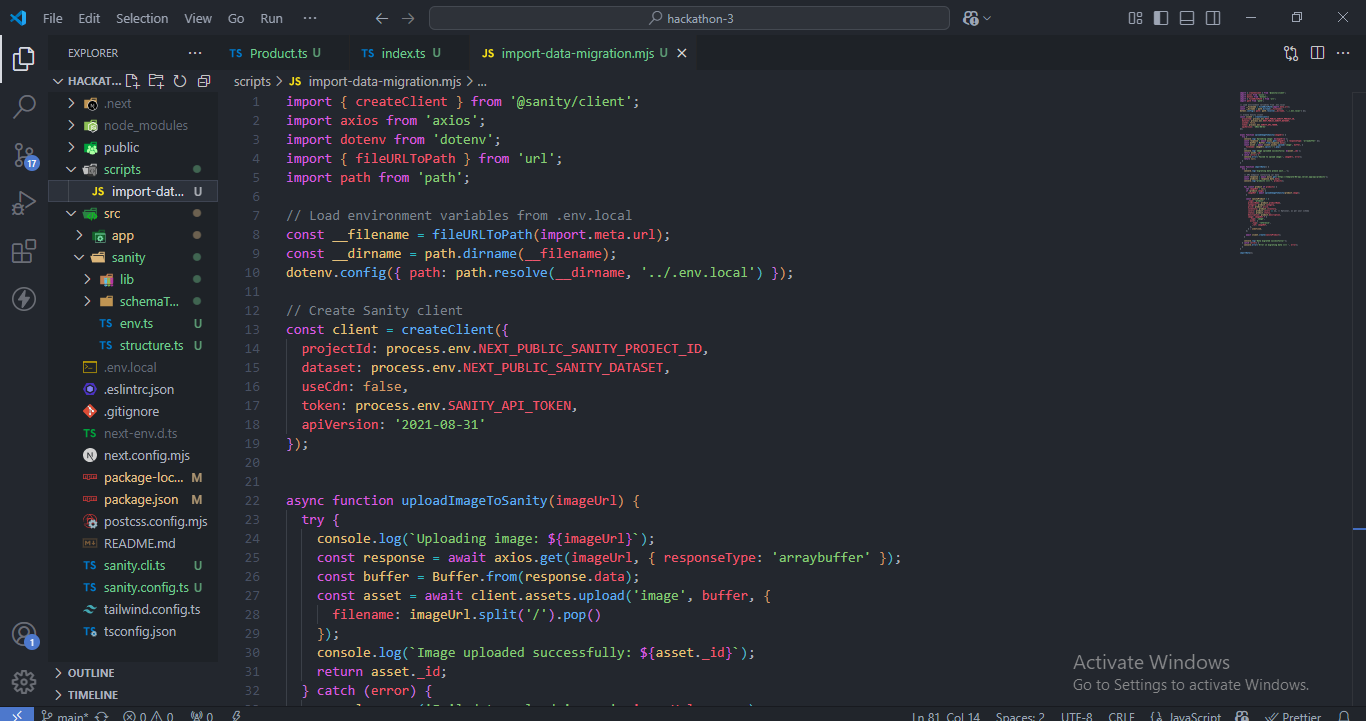 File Edit Selection View Go Run ··· hackathon-3
EXPLORER ···
Product.ts U index.ts U import-data-migration.mjs U
HACKAT...
scripts > JS import-data-migration.mjs > ...
.next
node_modules
public
scripts
JS import-dat... U
src
app
sanity
lib
schemaT...
TS env.ts U
TS structure.ts U
.env.local
.eslintrc.json
.gitignore
TS next-env.d.ts
next.config.mjs
package-loc... M
package.json M
postcss.config.mjs
README.md
TS sanity.cli.ts U
TS sanity.config.ts U
tailwind.config.ts
tsconfig.json
OUTLINE
TIMELINE
17
1
1 import { createClient } from '@sanity/client';
2 import axios from 'axios';
3 import dotenv from 'dotenv';
4 import { fileURLToPath } from 'url';
5 import path from 'path';
6
7 // Load environment variables from .env.local
8 const __filename = fileURLToPath(import.meta.url);
9 const __dirname = path.dirname(__filename);
10 dotenv.config({ path: path.resolve(__dirname, '../.env.local') });
11
12 // Create Sanity client
13 const client = createClient({
14 projectId: process.env.NEXT_PUBLIC_SANITY_PROJECT_ID,
15 dataset: process.env.NEXT_PUBLIC_SANITY_DATASET,
16 useCdn: false,
17 token: process.env.SANITY_API_TOKEN,
18 apiVersion: '2021-08-31'
19 });
20
21
22 async function uploadImageToSanity(imageUrl) {
23 try {
24 console.log(`Uploading image: ${imageUrl}`);
25 const response = await axios.get(imageUrl, { responseType: 'arraybuffer' });
26 const buffer = Buffer.from(response.data);
27 const asset = await client.assets.upload('image', buffer, {
28 filename: imageUrl.split('/').pop()
29 });
30 console.log(`Image uploaded successfully: ${asset._id}`);
31 return asset._id;
32 } catch (error) {
Activate Windows
Go to Settings to activate Windows.
main* 0 0 0 Ln 81, Col 14 Spaces: 2 UTF-8 CRLF {} JavaScript Prettier